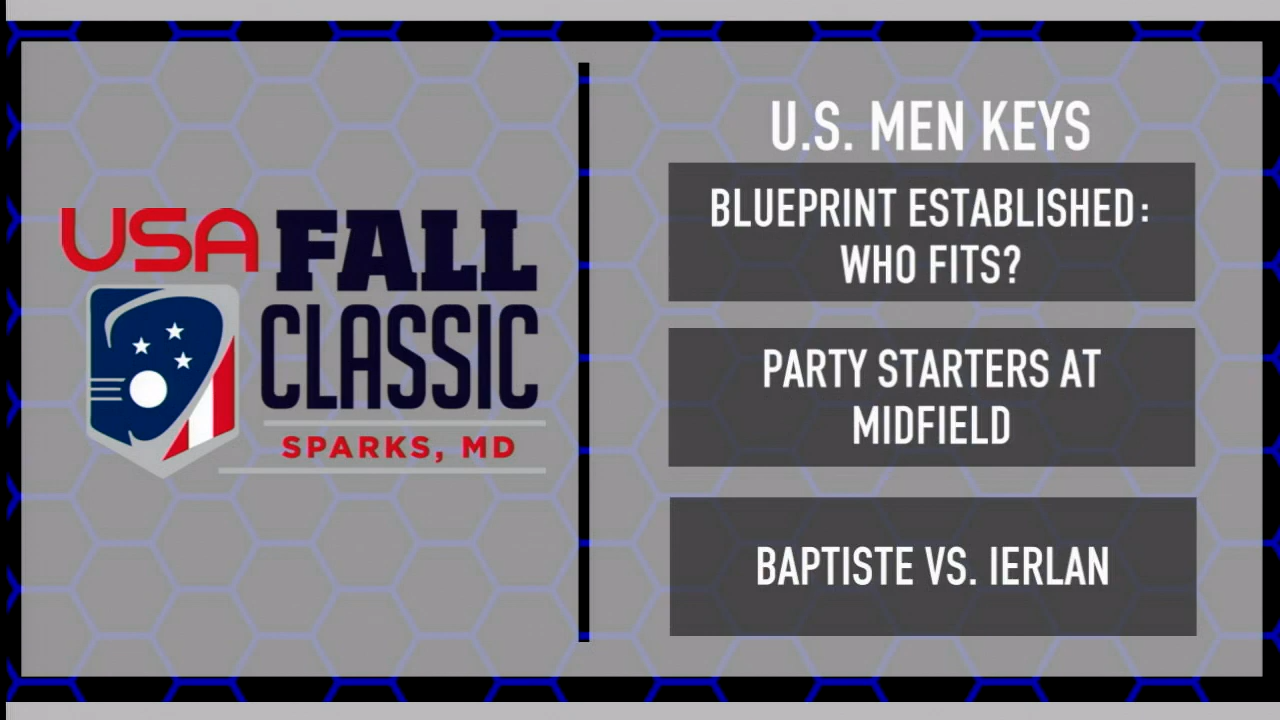 USA FALL
CLASSIC
SPARKS, MD
U.S. MEN KEYS
BLUEPRINT ESTABLISHED:
WHO FITS?
PARTY STARTERS AT
MIDFIELD
BAPTISTE VS. IERLAN